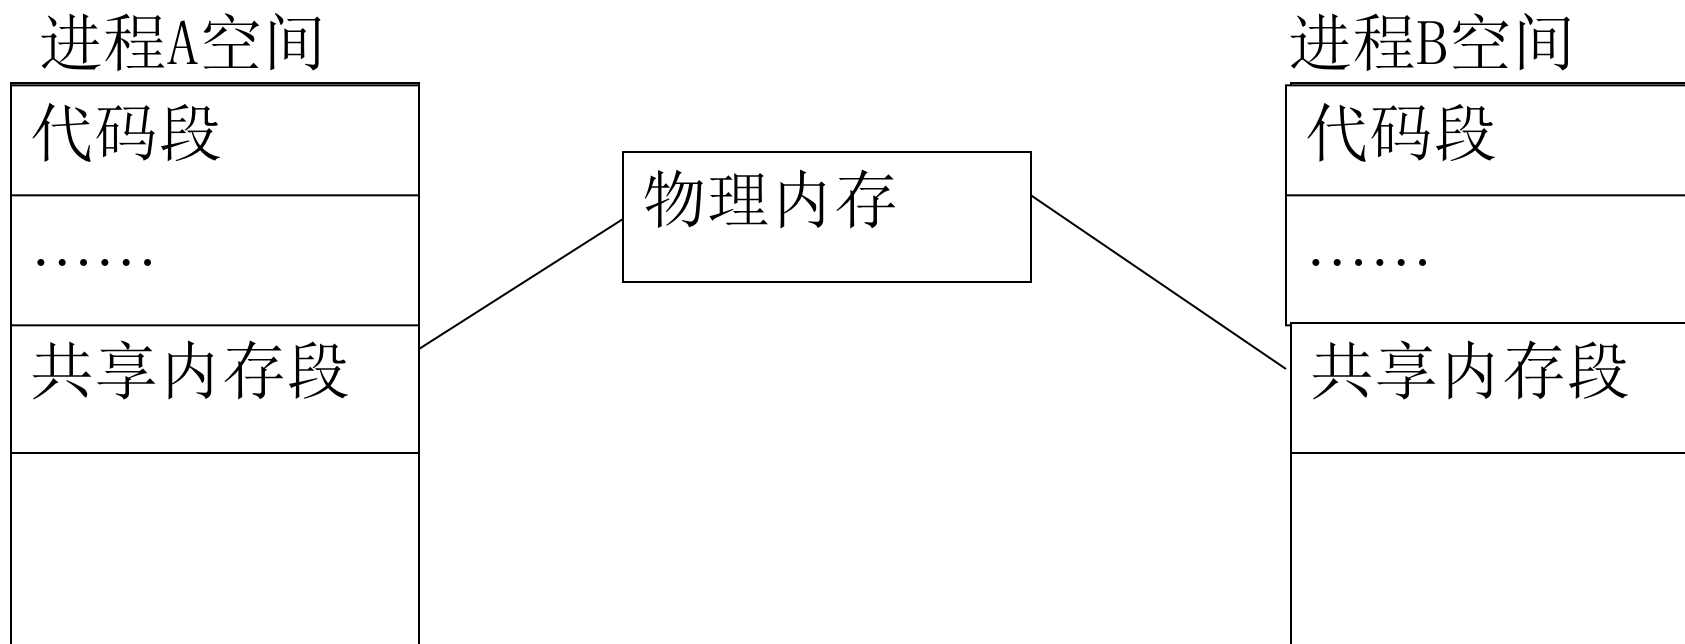 进程A空间
代码段
……
共享内存段
物理内存
进程B空间
代码段
……
共享内存段